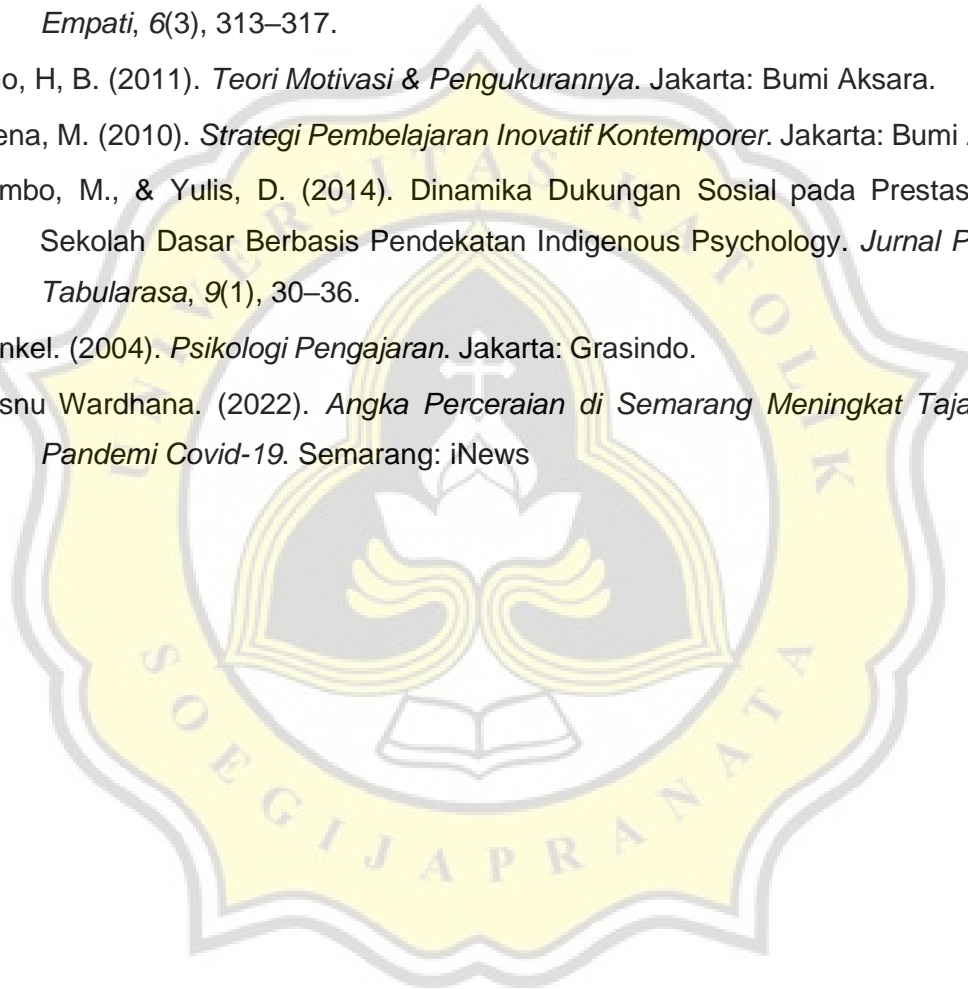 Empati, 6(3), 313–317.
o, H, B. (2011). Teori Motivasi & Pengukurannya. Jakarta: Bumi Aksara.
ena, M. (2010). Strategi Pembelajaran Inovatif Kontemporer. Jakarta: Bumi
mbo, M., & Yulis, D. (2014). Dinamika Dukungan Sosial pada Prestas
Sekolah Dasar Berbasis Pendekatan Indigenous Psychology. Jurnal P
Tabularasa, 9(1), 30–36.
nkel. (2004). Psikologi Pengajaran. Jakarta: Grasindo.
snu Wardhana. (2022). Angka Perceraian di Semarang Meningkat Taja
Pandemi Covid-19. Semarang: iNews
UNIVERSITAS KATOLIK
SOEGIJAPRANATA